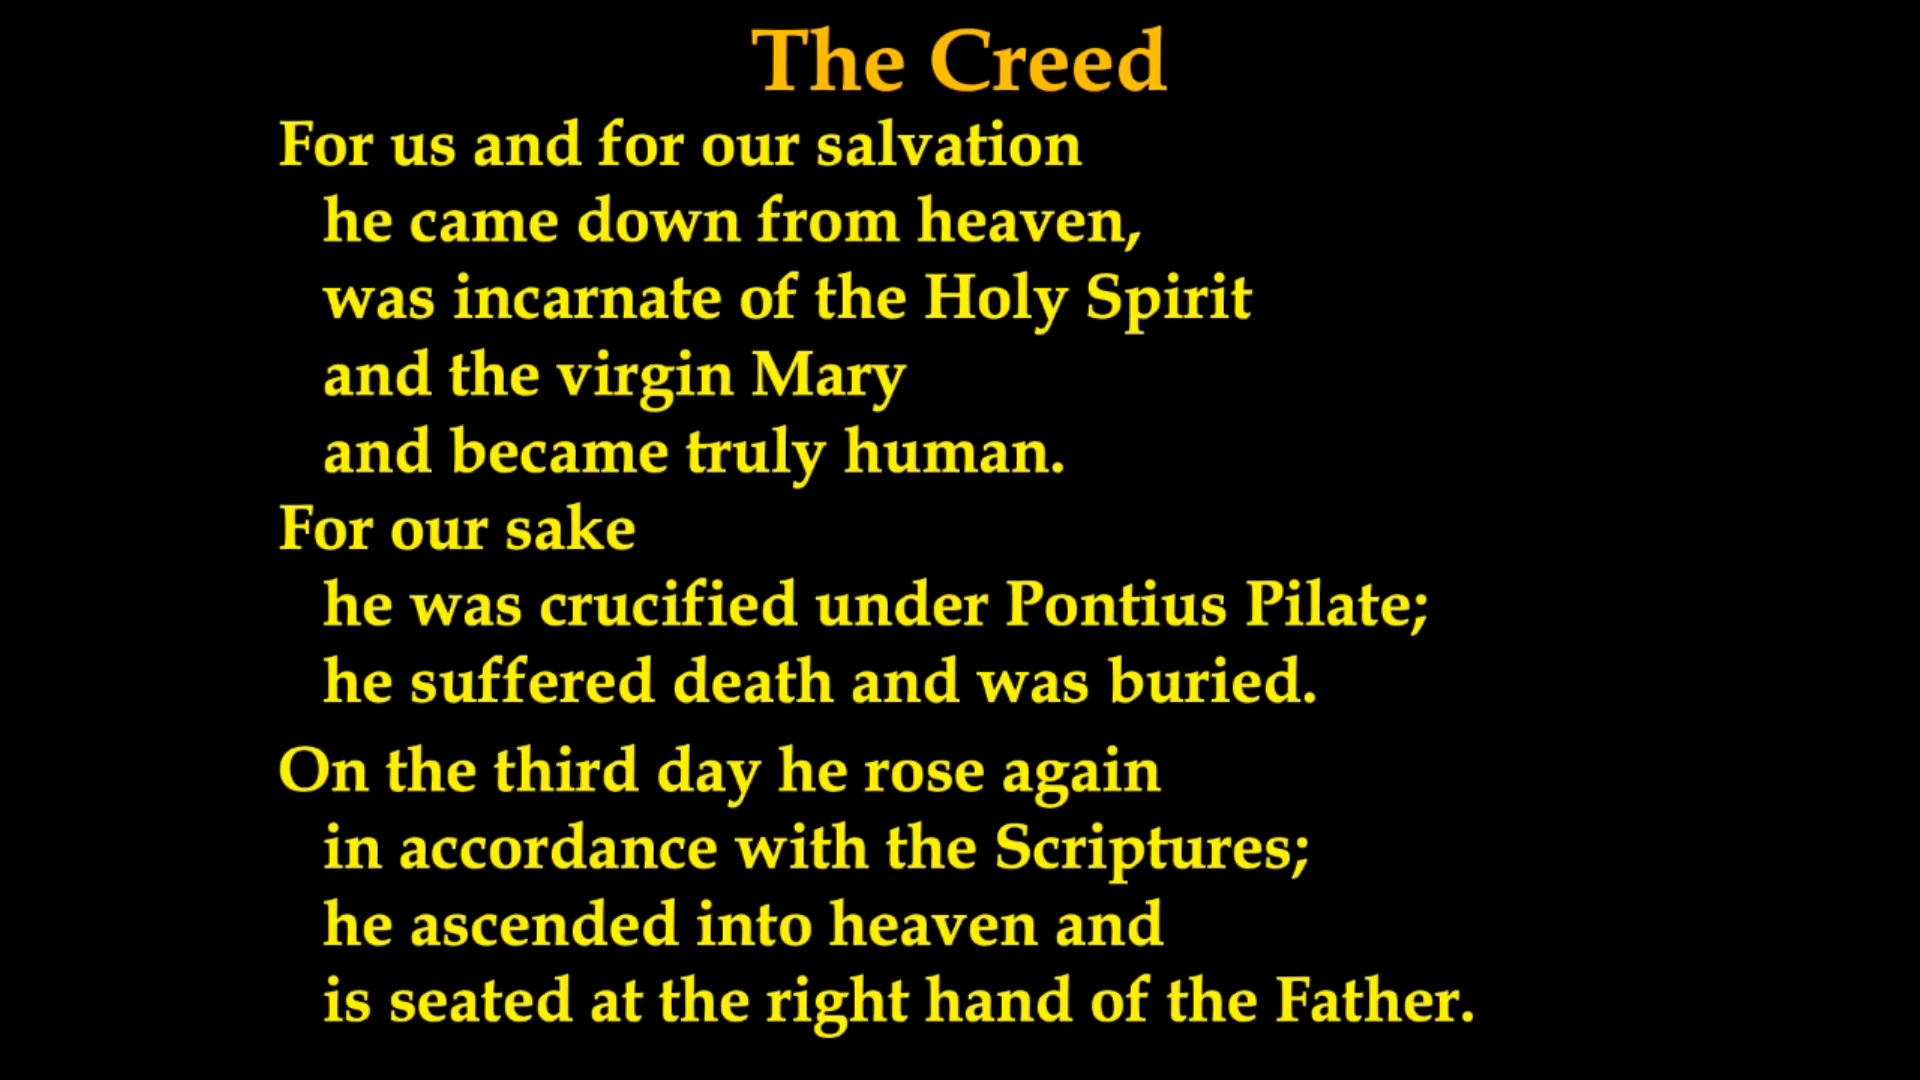 The Creed
For us and for our salvation
he came down from heaven,
was incarnate of the Holy Spirit
and the virgin Mary
and became truly human.
For our sake
he was crucified under Pontius Pilate;
he suffered death and was buried.
On the third day he rose again
in accordance with the Scriptures;
he ascended into heaven and
is seated at the right hand of the Father.